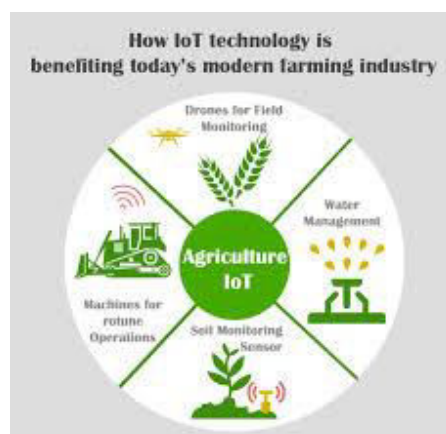 How IoT technology is
benefiting today's modern farming industry
Drones for Field
Monitoring
Water
Management
Agriculture
IoT
Machines for
rotune
Operations
Soil Monitoring
Sensor